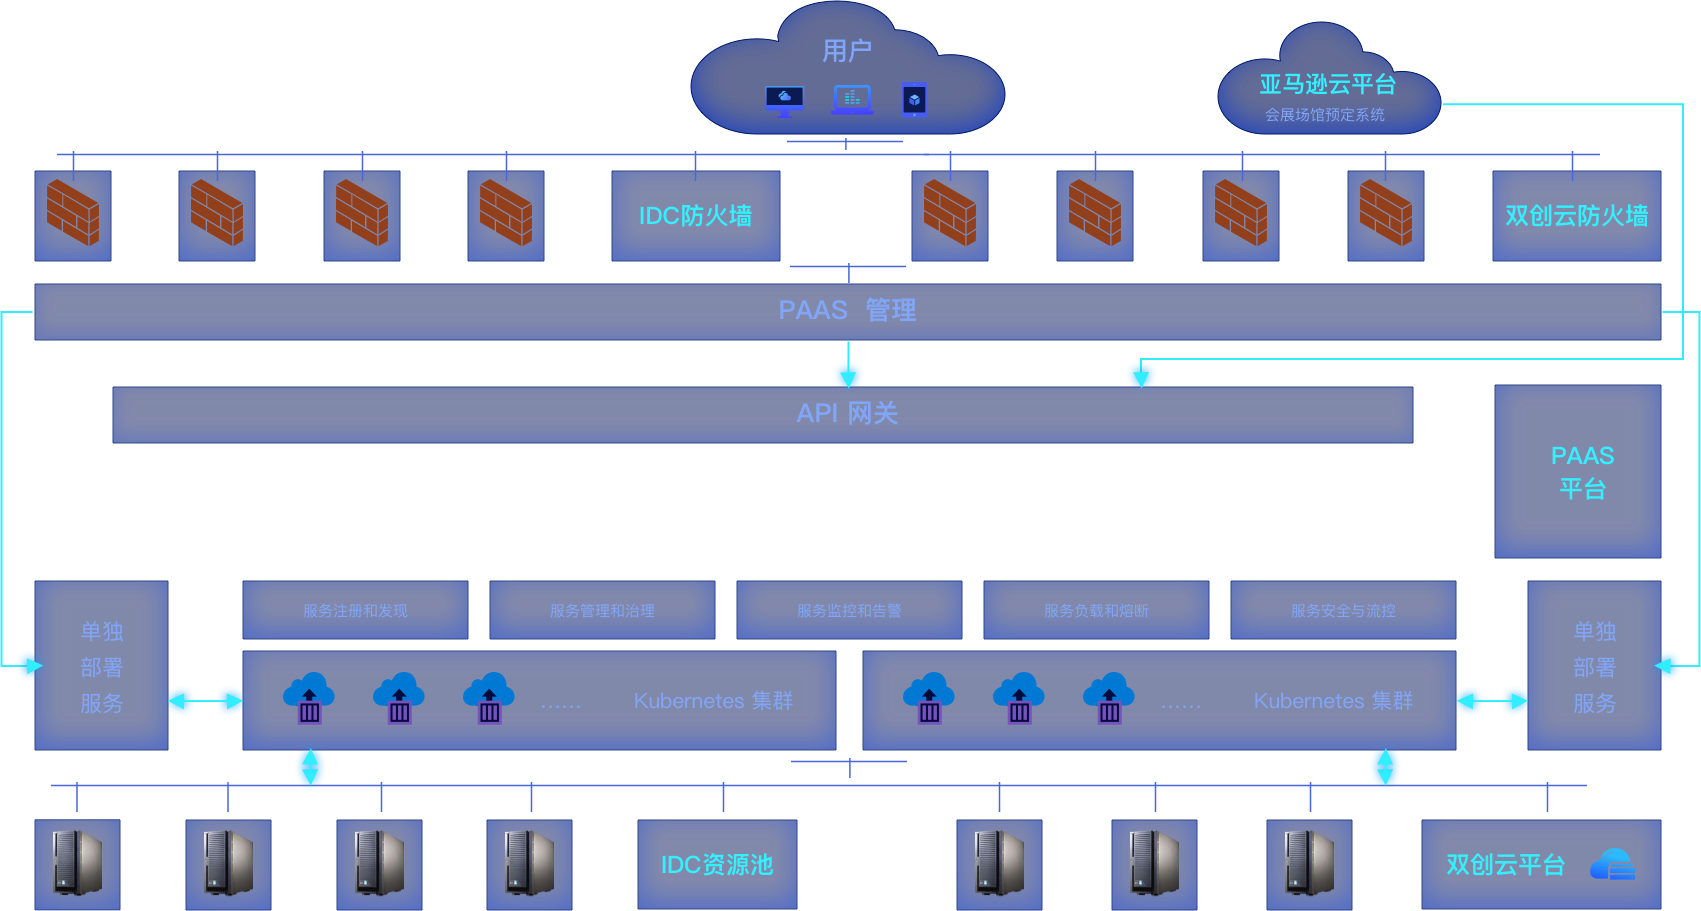 用户
亚马逊云平台
会展场馆预定系统
IDC防火墙
双创云防火墙
PAAS 管理
API 网关
PAAS
平台
单独
部署
服务
服务注册和发现
服务管理和治理
服务监控和告警
服务负载和熔断
服务安全与流控
单独
部署
服务
...... Kubernetes 集群
...... Kubernetes 集群
IDC资源池
双创云平台